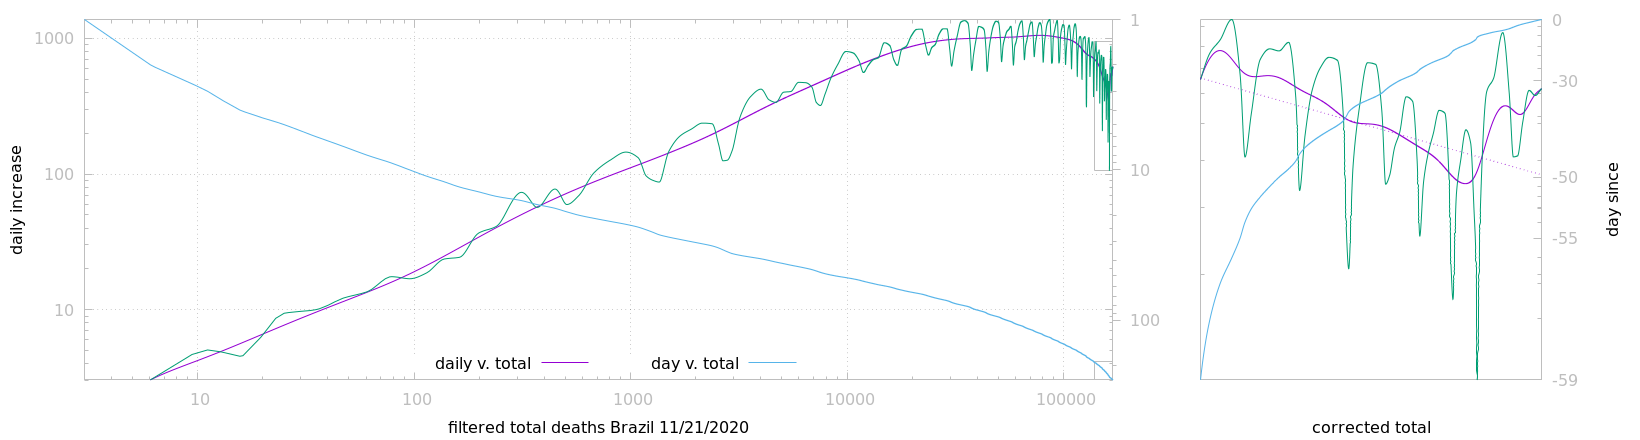 daily increase
1000
100
10
10
100
1000
10000
100000
1
10
100
daily v. total
day v. total
filtered total deaths Brazil 11/21/2020
0
-30
-50
-55
-59
day since
corrected total